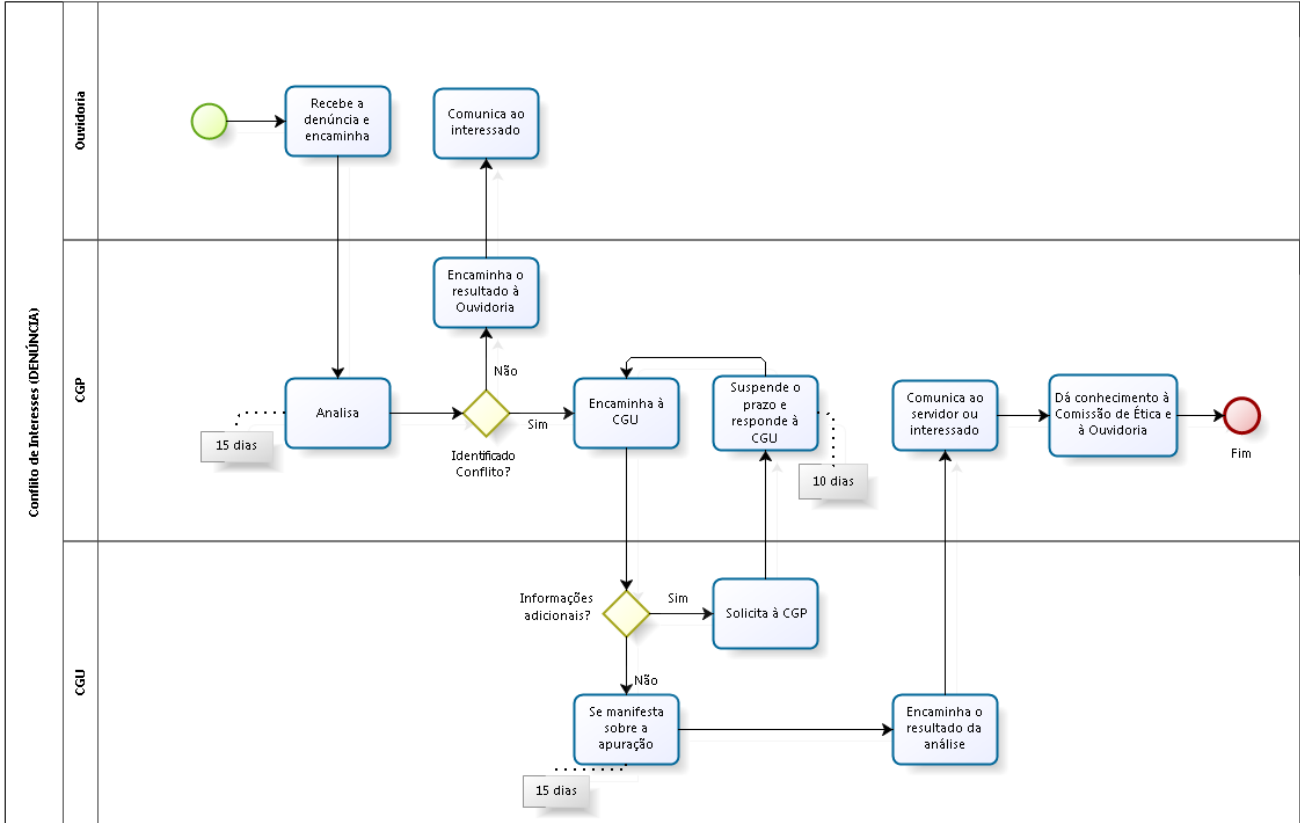 Conflito de Interesses (DENÚNCIA)
Ouvidoria
Recebe a
denúncia e
encaminha
Comunica ao
interessado
CGP
Encaminha o
resultado à
Ouvidoria
Não
Analisa
15 dias
Identificado
Conflito?
Sim
Encaminha à
CGU
Suspende o
prazo e
responde à
CGU
10 dias
Comunica ao
servidor ou
interessado
Dá conhecimento à
Comissão de Ética e
à Ouvidoria
Fim
CGU
Informações
adicionais?
Sim
Solicita à CGP
Não
Se manifesta
sobre a
apuração
15 dias
Encaminha o
resultado da
análise